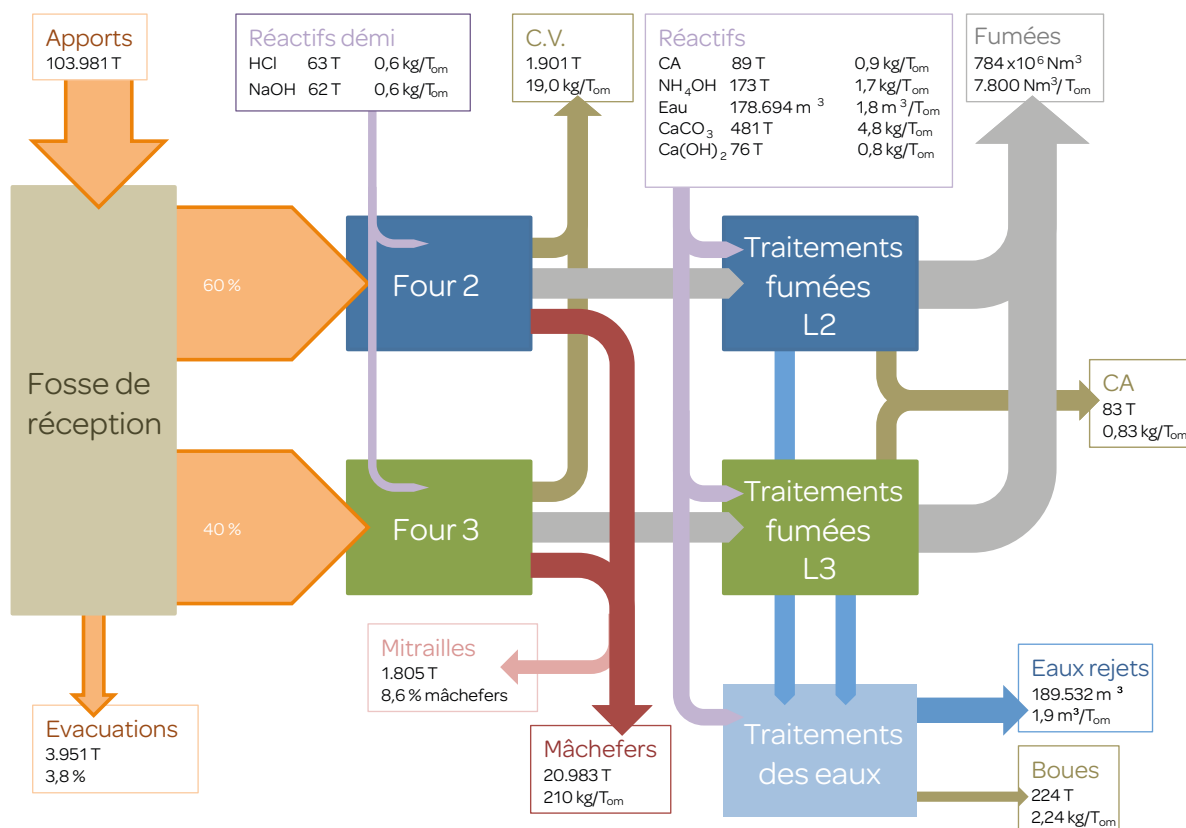 Apports
103.981 T
Réactifs démi
HCl 63 T 0,6 kg/Tom
NaOH 62 T 0,6 kg/Tom
C.V.
1.901 T
19,0 kg/Tom
Réactifs
CA 89 T 0,9 kg/Tom
NH4OH 173 T 1,7 kg/Tom
Eau 178.694 m³ 1,8 m³/Tom
CaCO3 481 T 4,8 kg/Tom
Ca(OH)2 76 T 0,8 kg/Tom
Fumées
784 x10⁶ Nm³
7.800 Nm³/Tom
60 %
Four 2
Traitements
fumées
L2
Fosse de
réception
CA
83 T
0,83 kg/Tom
40 %
Four 3
Traitements
fumées
L3
Mitrailles
1.805 T
8,6 % mâchefers
Evacuations
3.951 T
3,8 %
Mâchefers
20.983 T
210 kg/Tom
Traitements
des eaux
Eaux rejets
189.532 m³
1,9 m³/Tom
Boues
224 T
2,24 kg/Tom